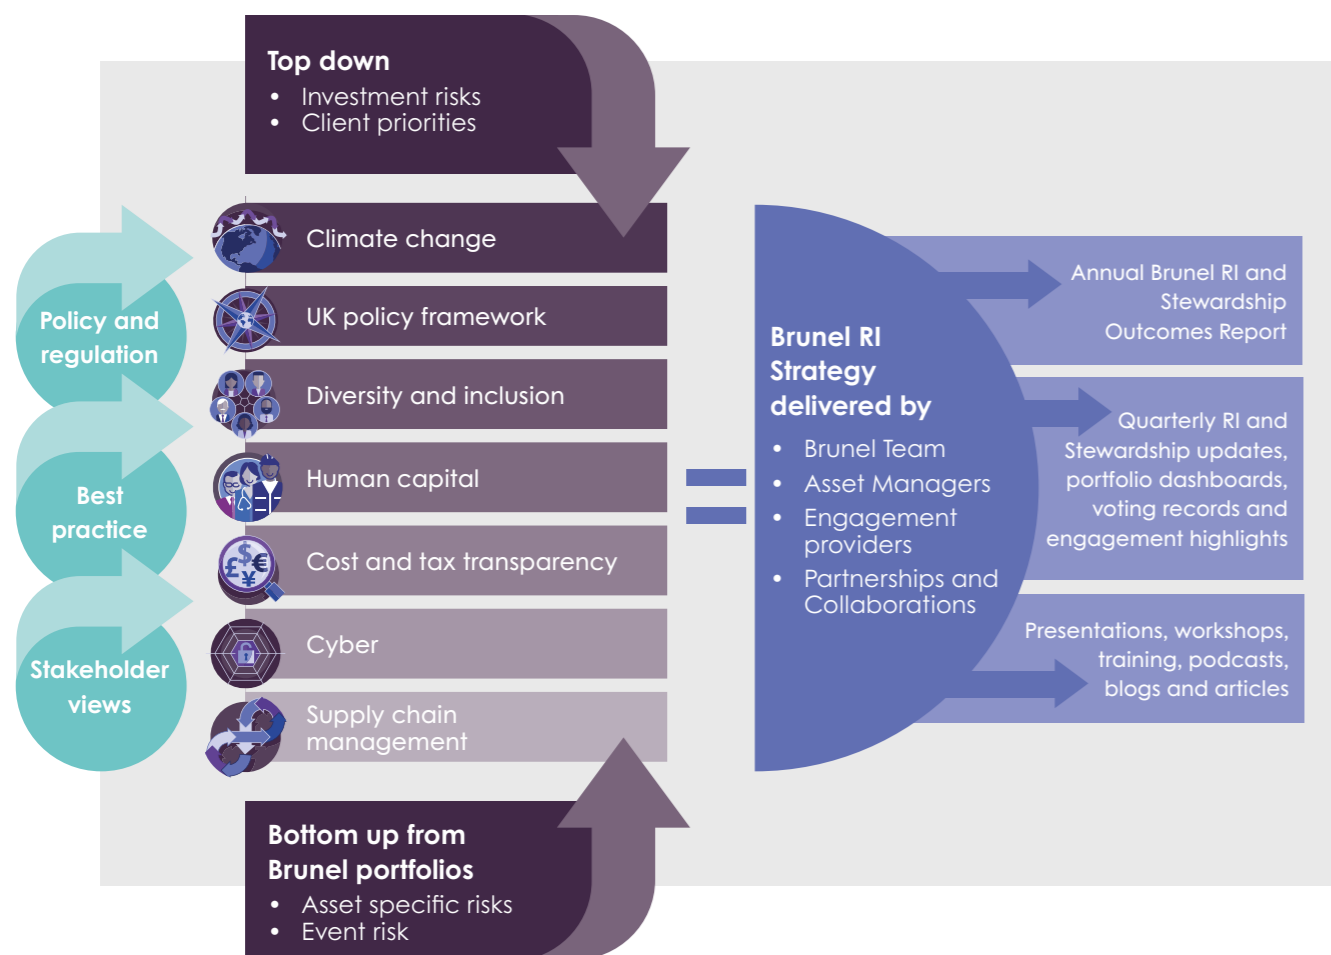 Top down
• Investment risks
• Client priorities
Policy and
regulation
Best
practice
Stakeholder
views
Climate change
UK policy framework
Diversity and inclusion
Human capital
Cost and tax transparency
$
£ €
¥
Cyber
Supply chain
management
Bottom up from
Brunel portfolios
• Asset specific risks
• Event risk
=
Brunel RI
Strategy
delivered by
• Brunel Team
• Asset Managers
• Engagement
providers
• Partnerships and
Collaborations
Annual Brunel RI and
Stewardship
Outcomes Report
Quarterly RI and
Stewardship updates,
portfolio dashboards,
voting records and
engagement highlights
Presentations, workshops,
training, podcasts,
blogs and articles